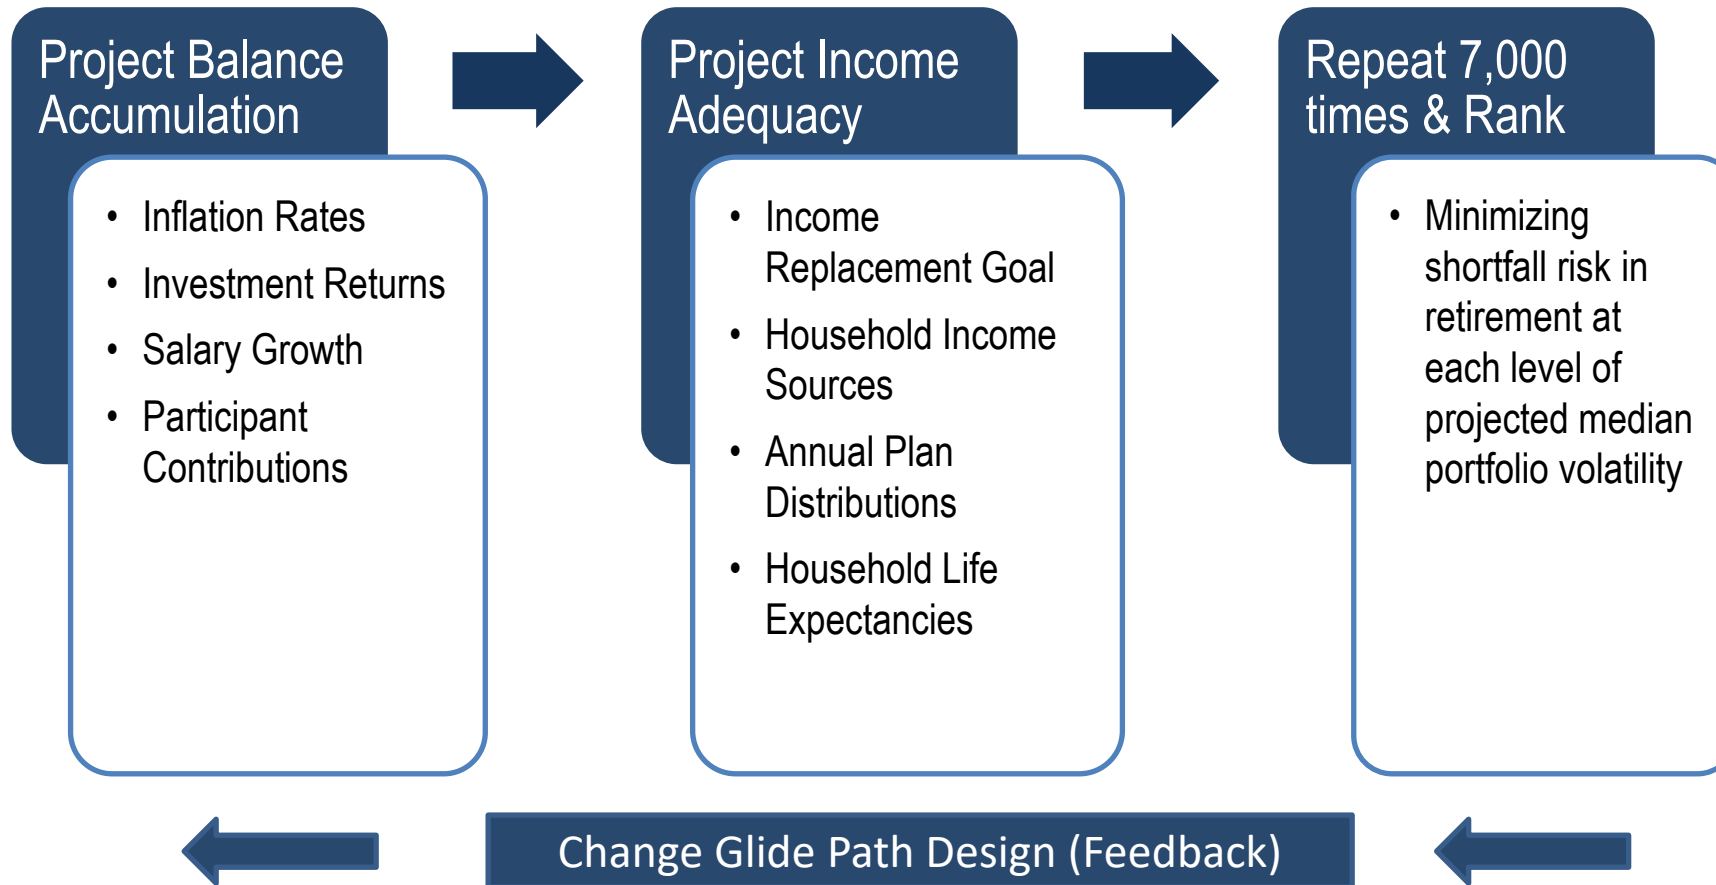 Project Balance
Accumulation
• Inflation Rates
• Investment Returns
• Salary Growth
• Participant
Contributions
Project Income
Adequacy
• Income
Replacement Goal
• Household Income
Sources
• Annual Plan
Distributions
• Household Life
Expectancies
Repeat 7,000
times & Rank
• Minimizing
shortfall risk in
retirement at
each level of
projected median
portfolio volatility
Change Glide Path Design (Feedback)